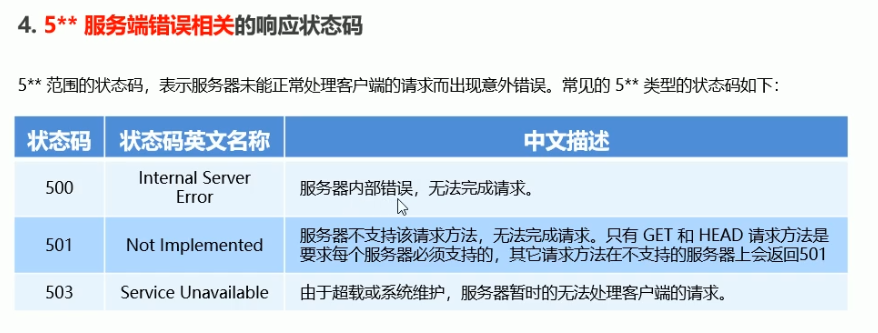 4. 5** 服务端错误相关的响应状态码
5** 范围的状态码，表示服务器未能正常处理客户端的请求而出现意外错误。常见的 5** 类型的状态码如下：
状态码 状态码英文名称 中文描述
500 Internal Server Error 服务器内部错误，无法完成请求。
501 Not Implemented 服务器不支持该请求方法，无法完成请求。只有 GET 和 HEAD 请求方法是
要求每个服务器必须支持的，其它请求方法在不支持的服务器上会返回501
503 Service Unavailable 由于超载或系统维护，服务器暂时的无法处理客户端的请求。